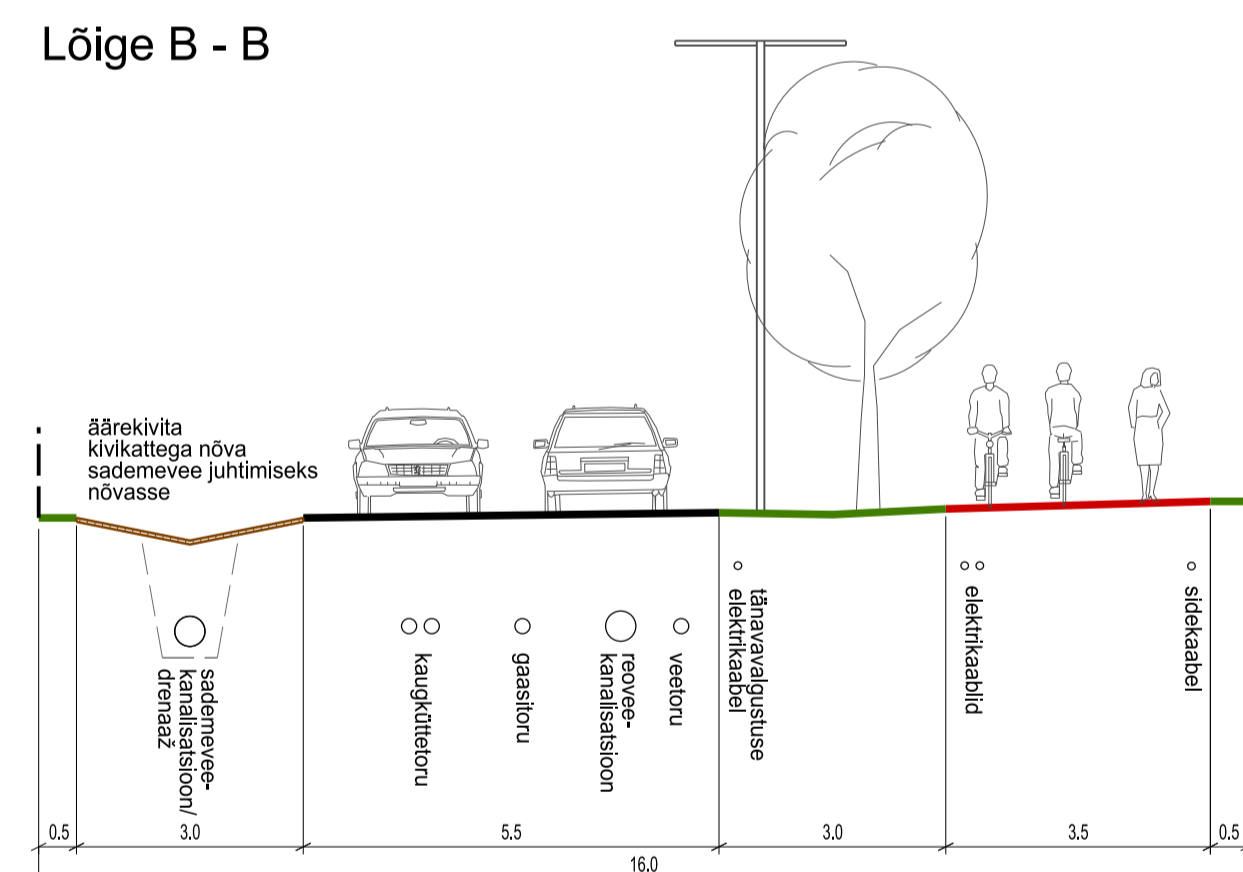 Lõige B - B
äärekivita
kivikattega nõva
sademevee juhtimiseks
nõvasse
sademevee-
kanalisatsioon/
drenaaž
kaugküttetoru
gaasitoru
reovee-
kanalisatsioon
veetoru
tänavavalgustuse
elektrikaabel
elektrikaablid
sidekaabel
0.5
3.0
5.5
3.0
3.5
0.5
16.0